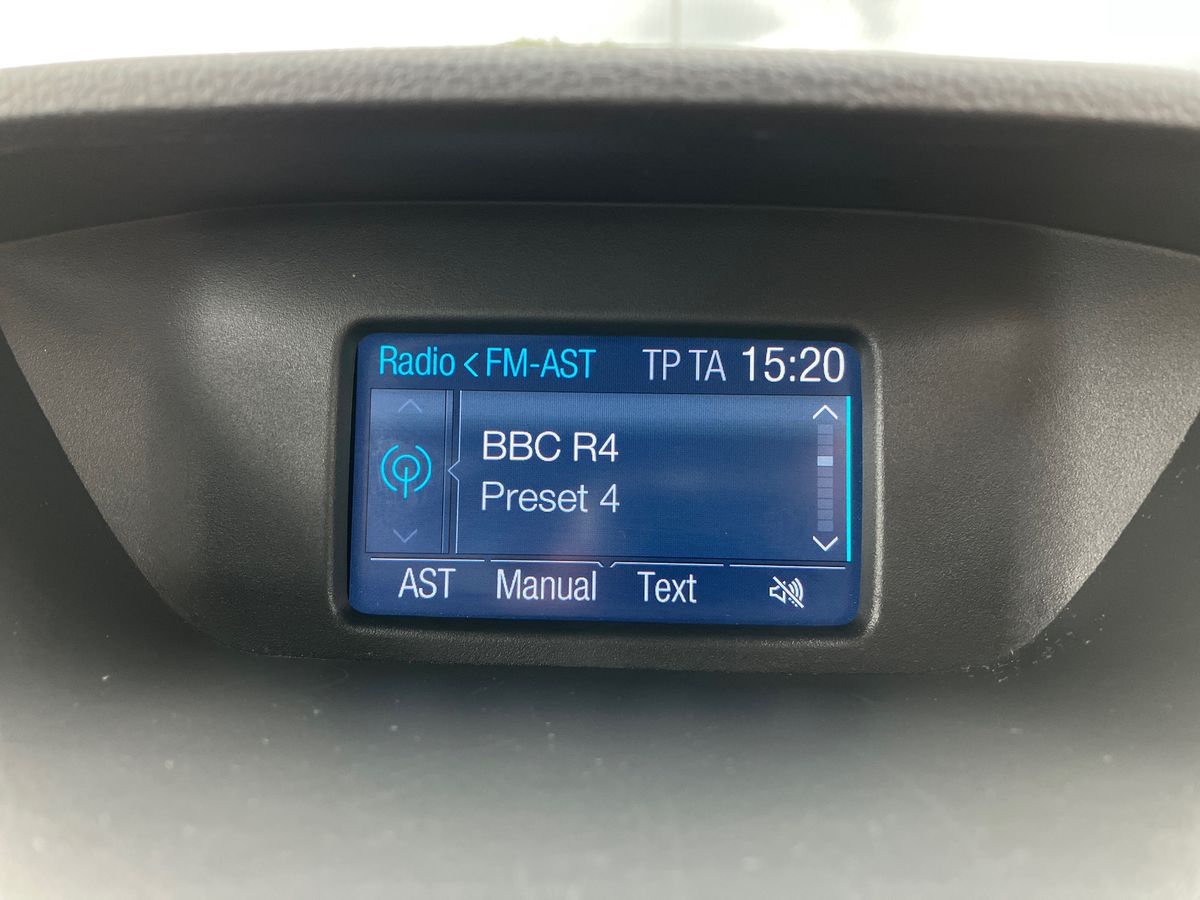 Radio < FM-AST TP TA 15:20
BBC R4
Preset 4
AST Manual Text